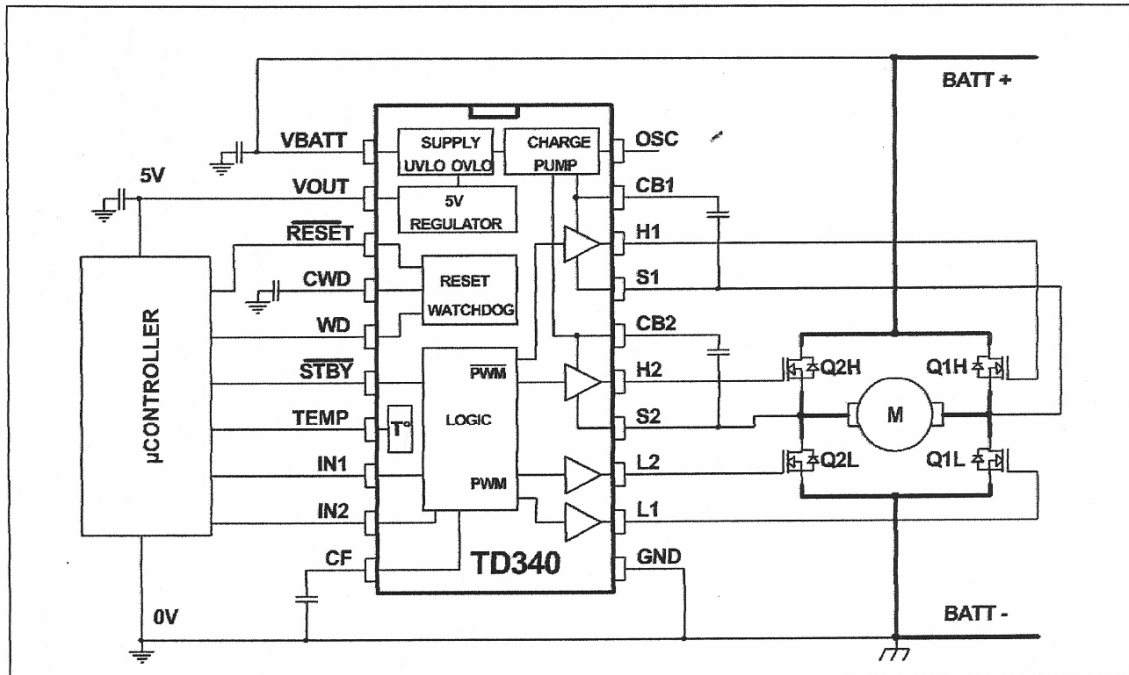 BATT +
VBATT
SUPPLY
UVLO OVLO
CHARGE
PUMP
OSC
5V
VOUT
5V
REGULATOR
CB1
RESET
H1
CWD
RESET
WATCHDOG
S1
WD
CB2
STBY
PWM
H2
Q2H
Q1H
µCONTROLLER
TEMP
T°
LOGIC
S2
M
IN1
PWM
L2
Q2L
Q1L
IN2
L1
CF
TD340
GND
0V
BATT -